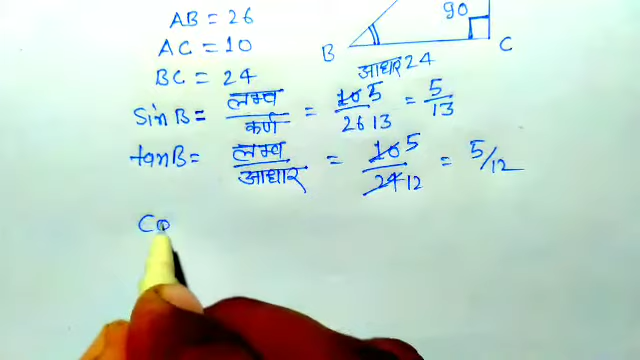 AB = 26
AC = 10
BC = 24
90
B
C
आधार 24
sin B = लम्ब / कर्ण = 10 5 / 26 13 = 5/13
tan B = लम्ब / आधार = 10 5 / 24 12 = 5/12
Co